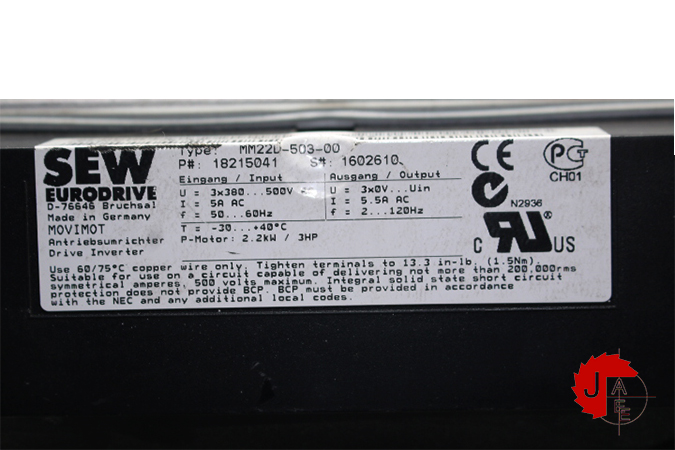 SEW
EURODRIVE
D-76646 Bruchsal
Made in Germany
MOVIMOT
Antriebsumrichter
Drive Inverter
Type: MM22D-503-00
P#: 18215041 S#: 1602610
Eingang / Input
U = 3x380...500V
I = 5A AC
f = 50...60Hz
T = -30...+40°C
P-Motor: 2.2kW / 3HP
Ausgang / Output
U = 3x0V...Uin
I = 5.5A AC
f = 2...120Hz
CE
PCT
CH01
N2936
C RU US
Use 60/75°C copper wire only. Tighten terminals to 13.3 in-lb. (1.5Nm).
Suitable for use on a circuit capable of delivering not more than 200,000rms
symmetrical amperes, 500 volts maximum. Integral solid state short circuit
protection does not provide BCP. BCP must be provided in accordance
with the NEC and any additional local codes.
J
A